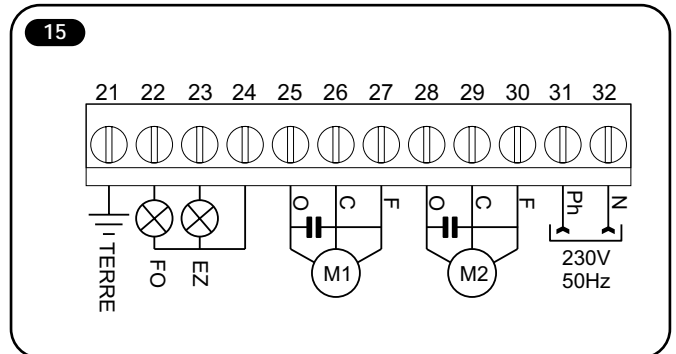 15
21 22 23 24 25 26 27 28 29 30 31 32
O C F O C F Ph N
TERRE FO EZ M1 M2 230V
50Hz